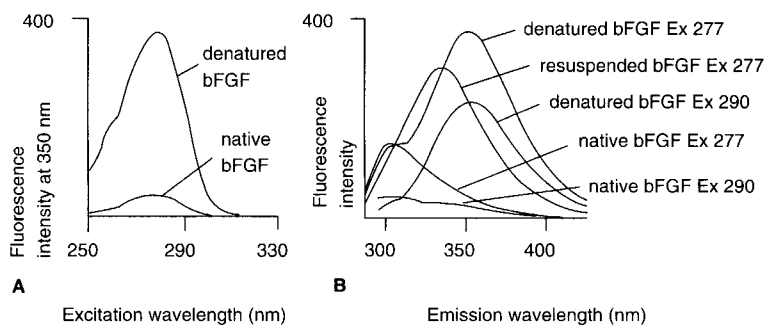 400
denatured
bFGF
native
bFGF
Fluorescence
intensity at 350 nm
250
290
330
A
Excitation wavelength (nm)
400
denatured bFGF Ex 277
resuspended bFGF Ex 277
denatured bFGF Ex 290
native bFGF Ex 277
native bFGF Ex 290
Fluorescence
intensity
300
350
400
B
Emission wavelength (nm)